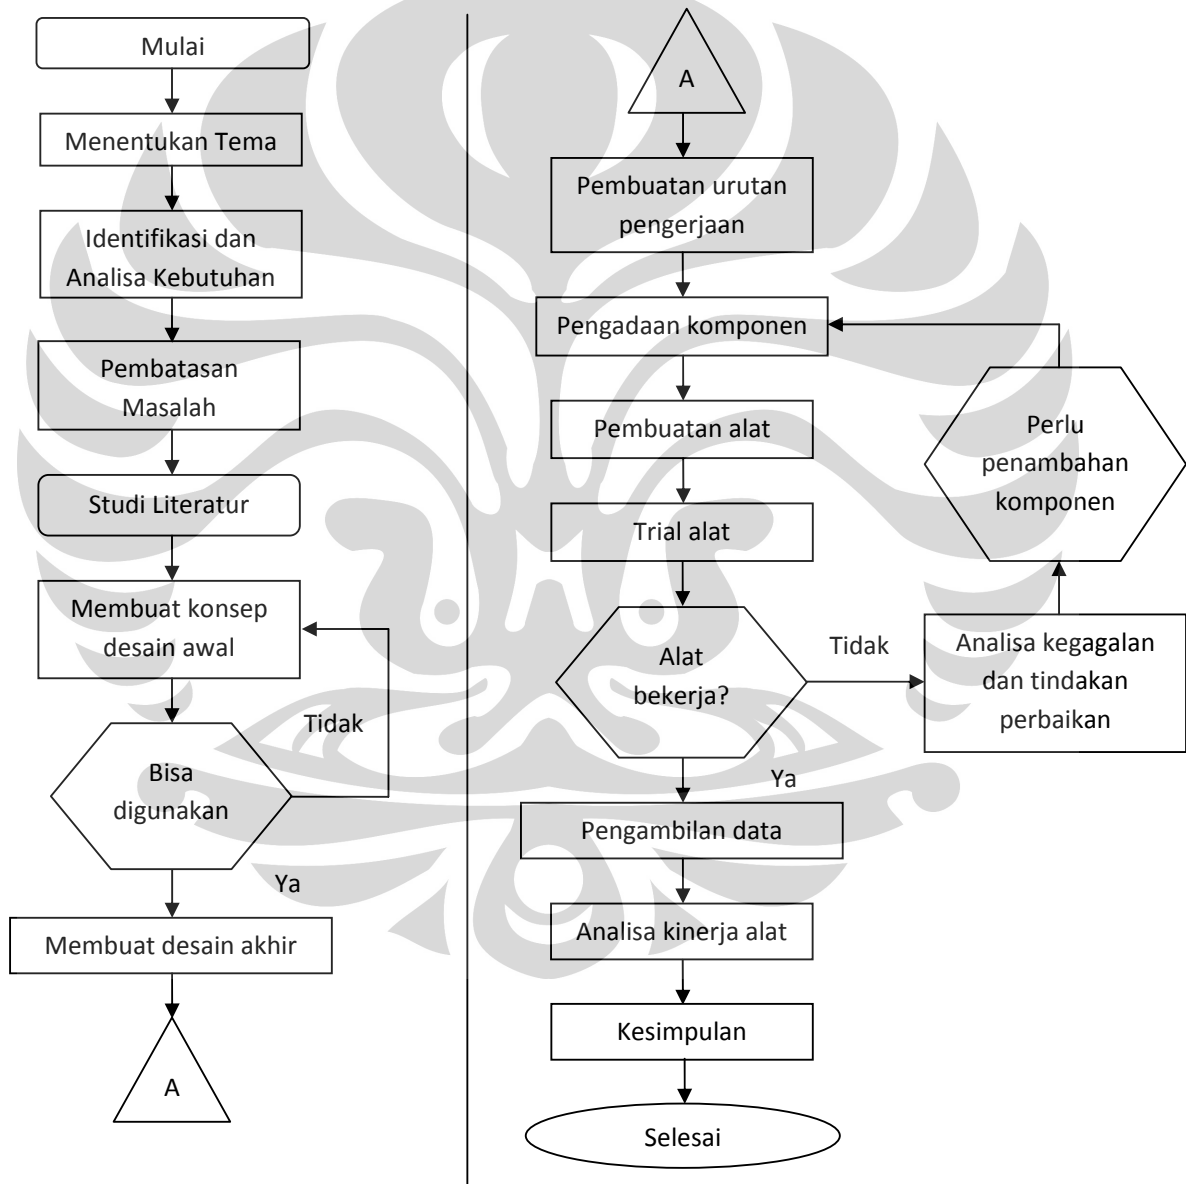 Mulai
Menentukan Tema
Identifikasi dan
Analisa Kebutuhan
Pembatasan
Masalah
Studi Literatur
Membuat konsep
desain awal
Tidak
Bisa
digunakan
Ya
Membuat desain akhir
A
A
Pembuatan urutan
pengerjaan
Pengadaan komponen
Pembuatan alat
Trial alat
Alat
bekerja?
Tidak
Analisa kegagalan
dan tindakan
perbaikan
Perlu
penambahan
komponen
Ya
Pengambilan data
Analisa kinerja alat
Kesimpulan
Selesai